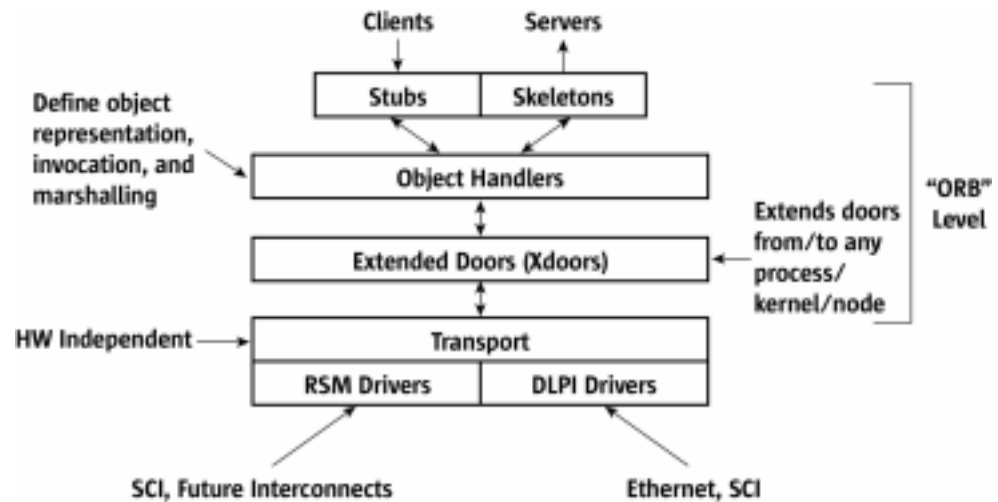 Clients
Servers
Stubs
Skeletons
Define object
representation,
invocation, and
marshalling
Object Handlers
"ORB"
Level
Extends doors
from/to any
process/
kernel/node
Extended Doors (Xdoors)
HW Independent
Transport
RSM Drivers
DLPI Drivers
SCI, Future Interconnects
Ethernet, SCI